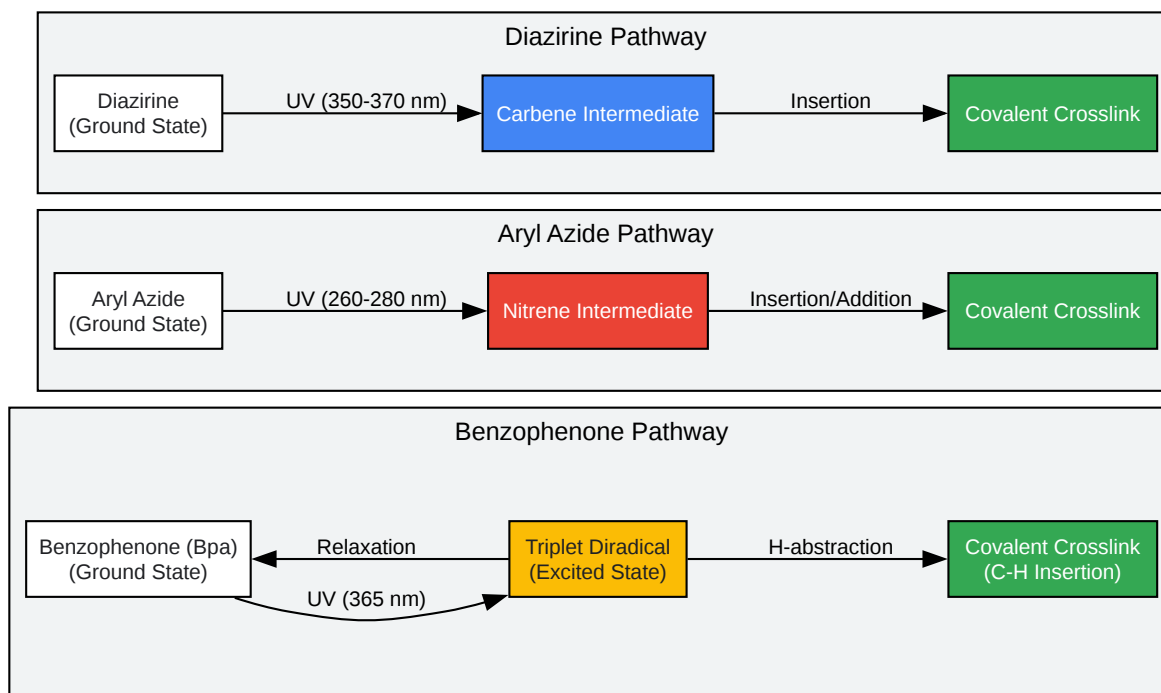 Diazirine Pathway
Diazirine
(Ground State)
UV (350-370 nm)
Carbene Intermediate
Insertion
Covalent Crosslink
Aryl Azide Pathway
Aryl Azide
(Ground State)
UV (260-280 nm)
Nitrene Intermediate
Insertion/Addition
Covalent Crosslink
Benzophenone Pathway
Benzophenone (Bpa)
(Ground State)
Relaxation
UV (365 nm)
Triplet Diradical
(Excited State)
H-abstraction
Covalent Crosslink
(C-H Insertion)